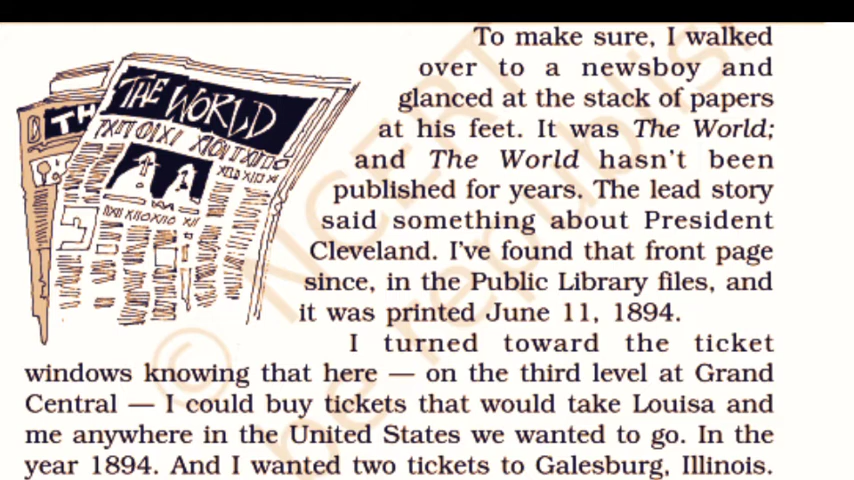 To make sure, I walked
over to a newsboy and
glanced at the stack of papers
at his feet. It was The World;
and The World hasn't been
published for years. The lead story
said something about President
Cleveland. I've found that front page
since, in the Public Library files, and
it was printed June 11, 1894.
I turned toward the ticket
windows knowing that here — on the third level at Grand
Central — I could buy tickets that would take Louisa and
me anywhere in the United States we wanted to go. In the
year 1894. And I wanted two tickets to Galesburg, Illinois.
THE WORLD
TH
© NCERT
be republish